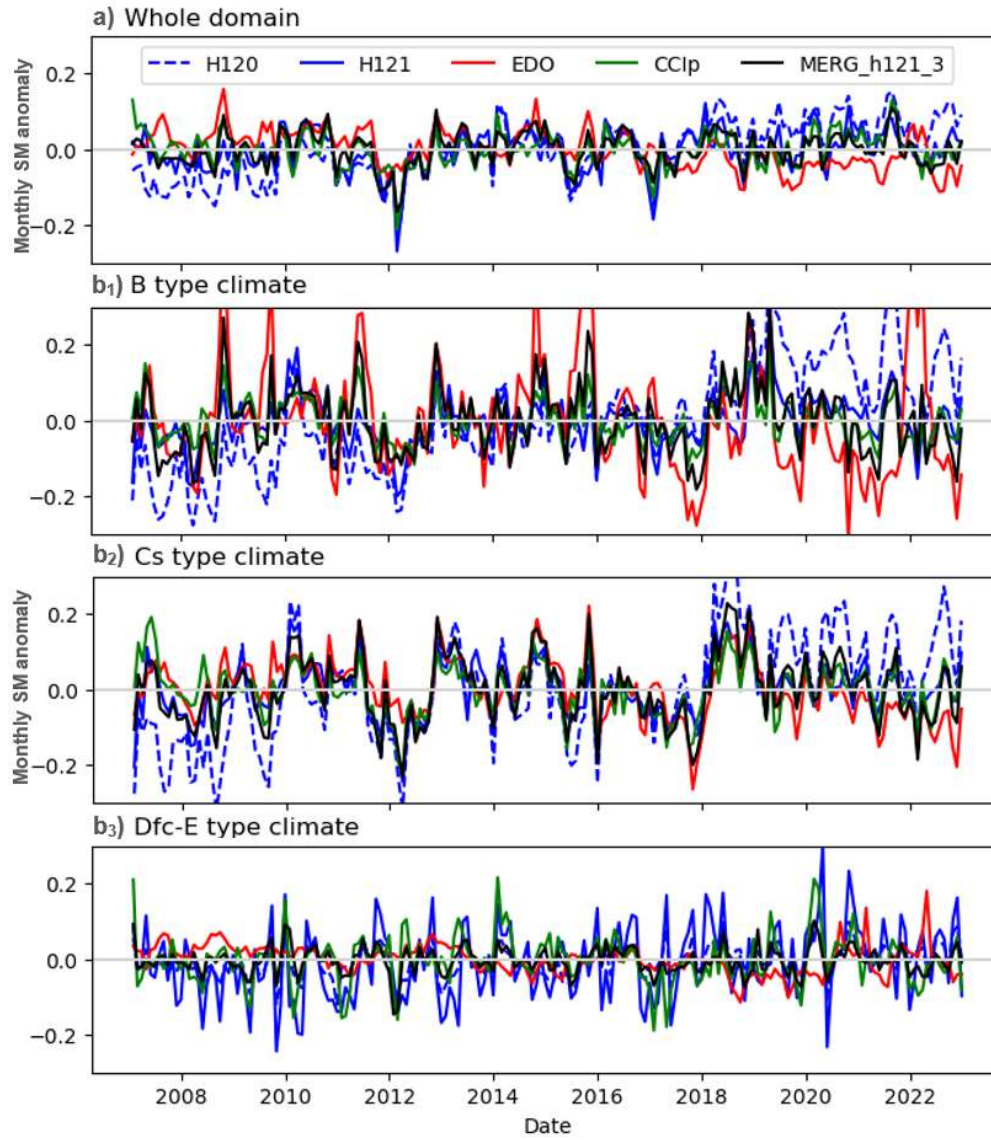 a) Whole domain
H120 H121 EDO CCIp MERG_h121_3
Monthly SM anomaly
0.2
0.0
−0.2
b₁) B type climate
0.2
0.0
−0.2
b₂) Cs type climate
Monthly SM anomaly
0.2
0.0
−0.2
b₃) Dfc-E type climate
0.2
0.0
−0.2
2008 2010 2012 2014 2016 2018 2020 2022
Date